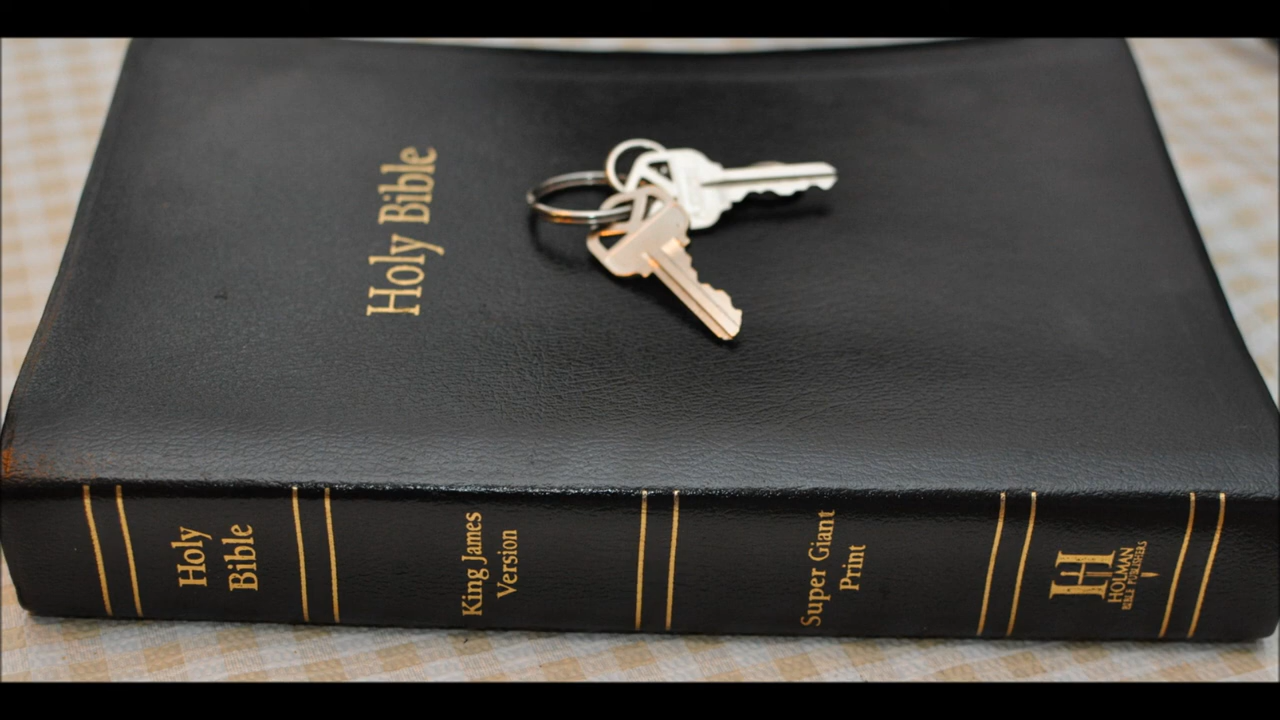 Holy Bible
Holy
Bible
King James
Version
Super Giant
Print
HOLMAN
BIBLE PUBLISHERS